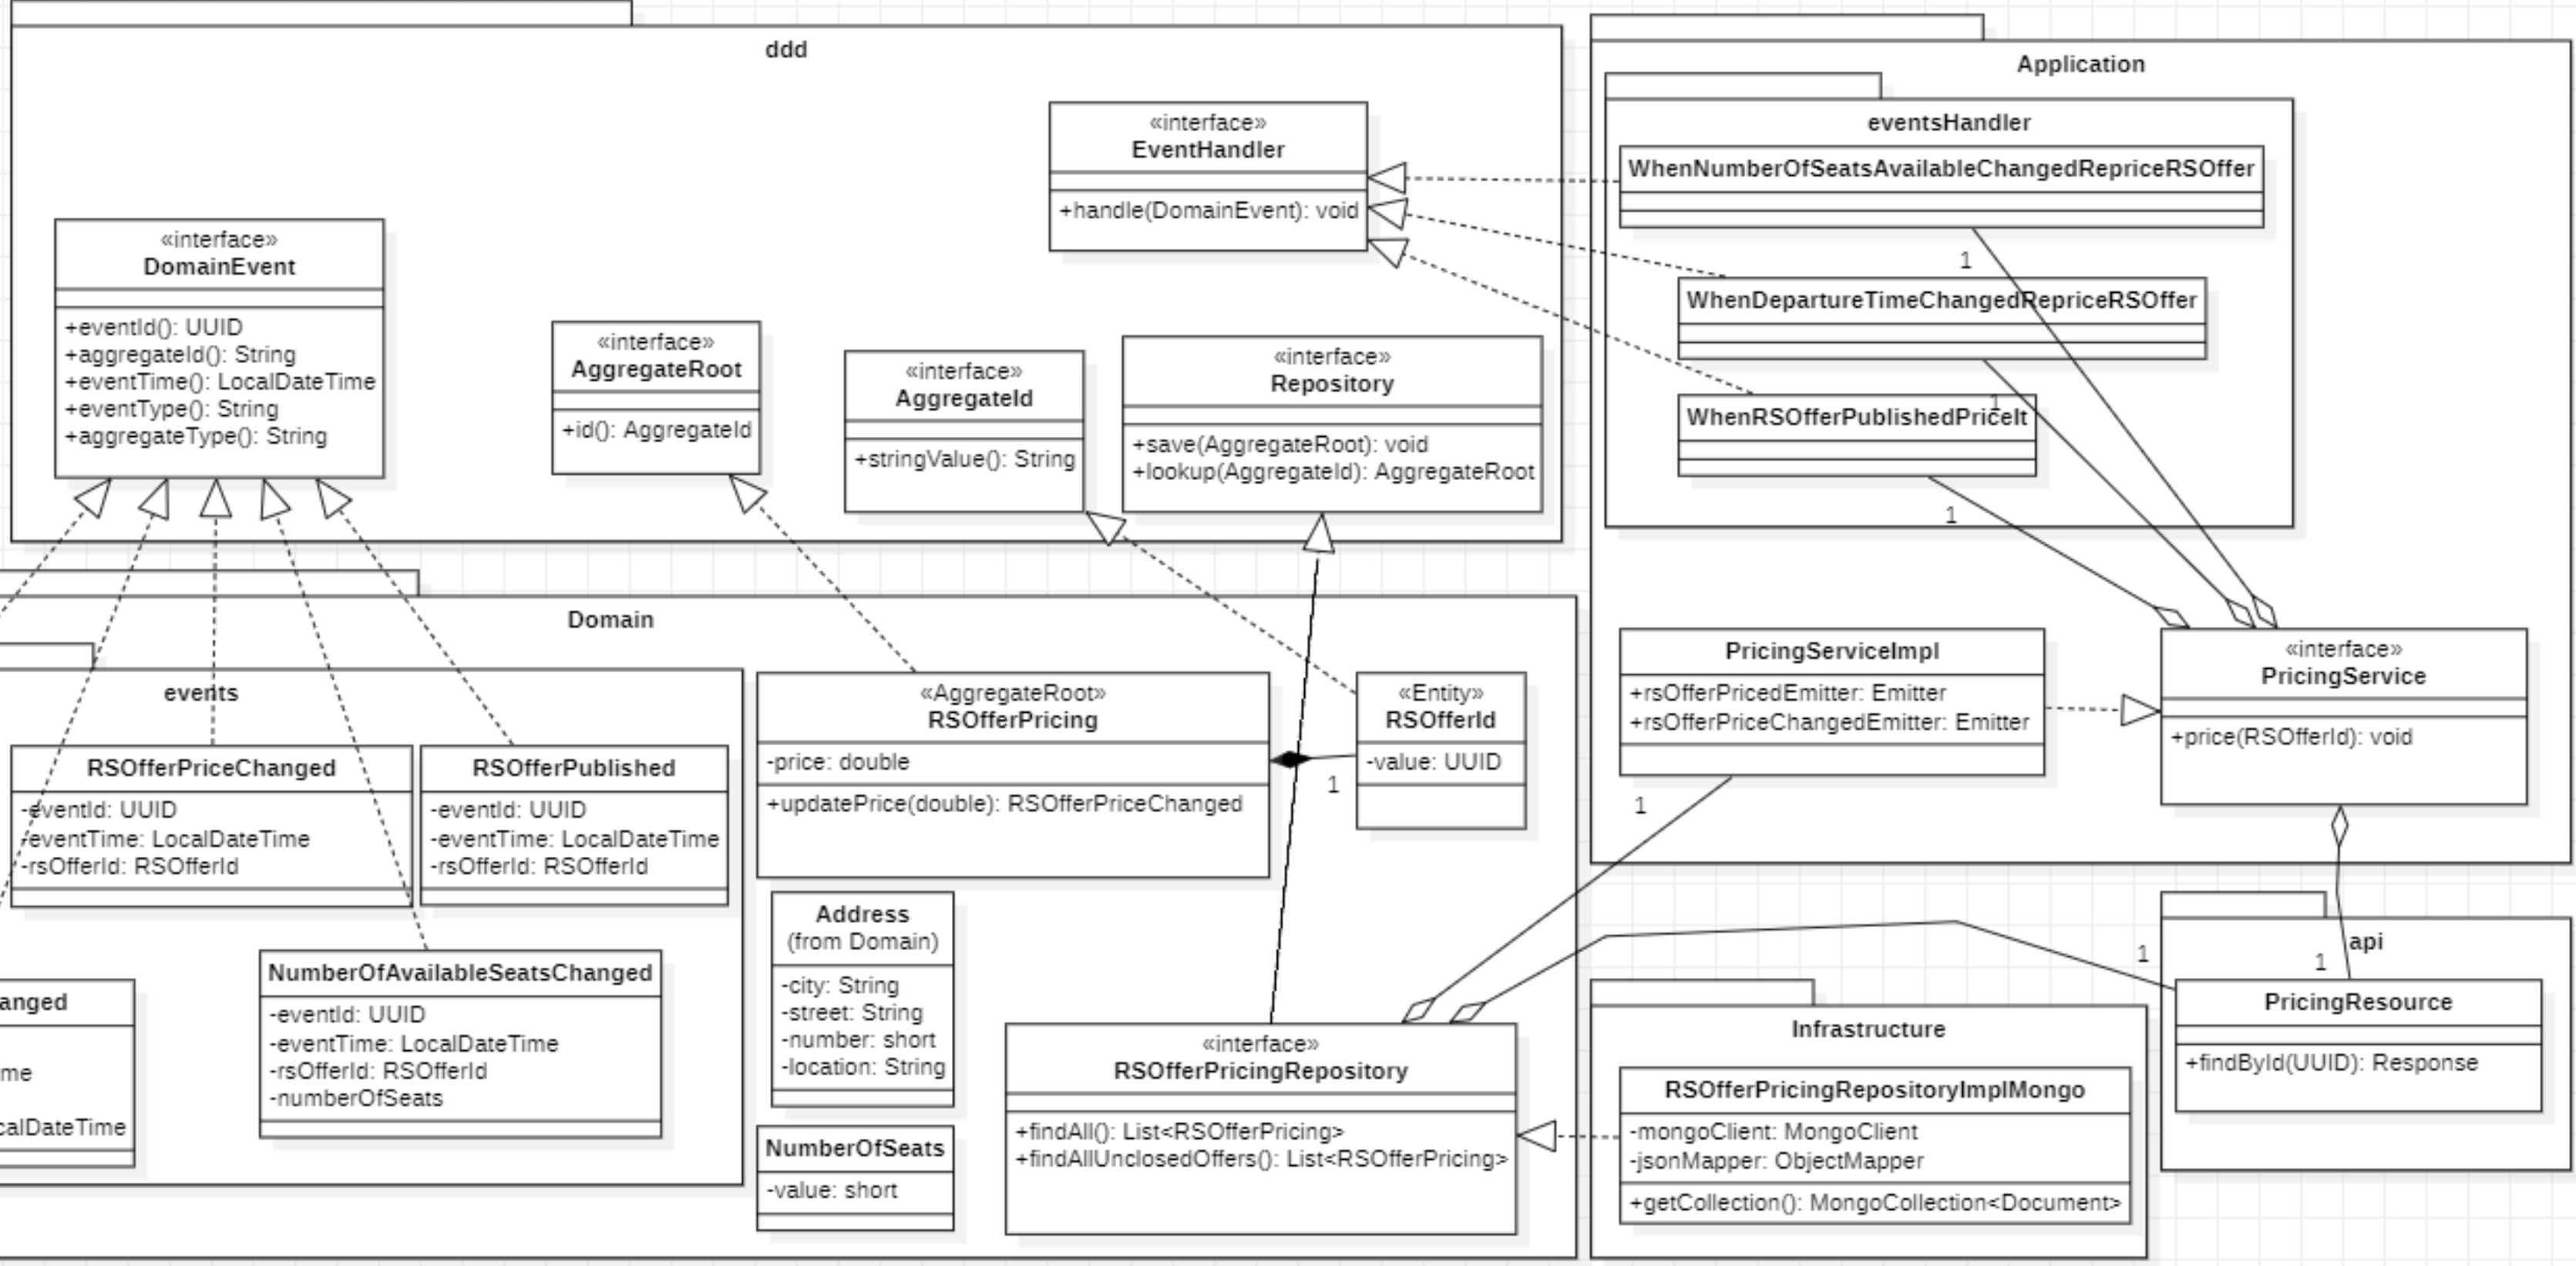 ddd
«interface»
EventHandler
+handle(DomainEvent): void
«interface»
DomainEvent
+eventId(): UUID
+aggregateId(): String
+eventTime(): LocalDateTime
+eventType(): String
+aggregateType(): String
«interface»
AggregateRoot
+id(): AggregateId
«interface»
AggregateId
+stringValue(): String
«interface»
Repository
+save(AggregateRoot): void
+lookup(AggregateId): AggregateRoot
Application
eventsHandler
WhenNumberOfSeatsAvailableChangedRepriceRSOffer
1
WhenDepartureTimeChangedRepriceRSOffer
1
WhenRSOfferPublishedPriceIt
1
PricingServiceImpl
+rsOfferPricedEmitter: Emitter
+rsOfferPriceChangedEmitter: Emitter
1
«interface»
PricingService
+price(RSOfferId): void
Domain
events
RSOfferPriceChanged
-eventId: UUID
-eventTime: LocalDateTime
-rsOfferId: RSOfferId
RSOfferPublished
-eventId: UUID
-eventTime: LocalDateTime
-rsOfferId: RSOfferId
anged
me
calDateTime
NumberOfAvailableSeatsChanged
-eventId: UUID
-eventTime: LocalDateTime
-rsOfferId: RSOfferId
-numberOfSeats
«AggregateRoot»
RSOfferPricing
-price: double
+updatePrice(double): RSOfferPriceChanged
1
«Entity»
RSOfferId
-value: UUID
Address
(from Domain)
-city: String
-street: String
-number: short
-location: String
NumberOfSeats
-value: short
«interface»
RSOfferPricingRepository
+findAll(): List<RSOfferPricing>
+findAllUnclosedOffers(): List<RSOfferPricing>
Infrastructure
RSOfferPricingRepositoryImplMongo
-mongoClient: MongoClient
-jsonMapper: ObjectMapper
+getCollection(): MongoCollection<Document>
api
1
1
PricingResource
+findById(UUID): Response